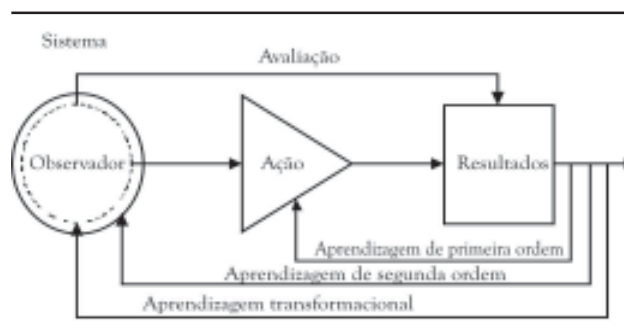 Sistema
Avaliação
Observador
Ação
Resultados
Aprendizagem de primeira ordem
Aprendizagem de segunda ordem
Aprendizagem transformacional